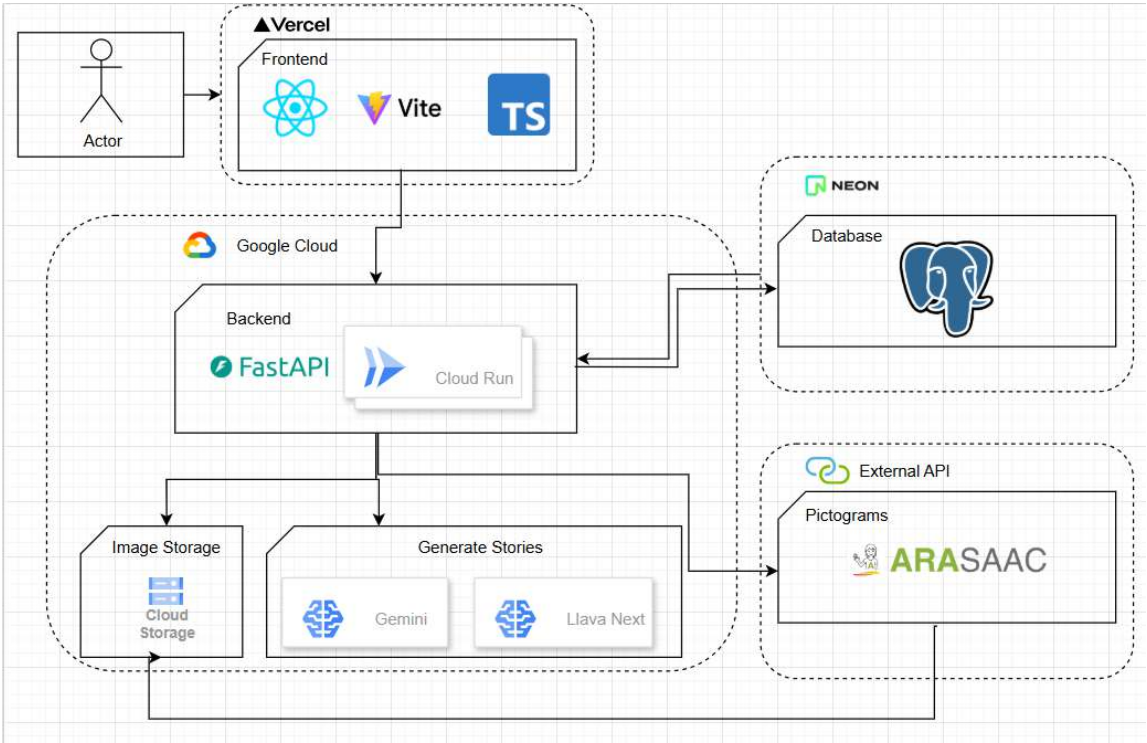 Vercel
Frontend
Vite
TS
Actor
NEON
Database
Google Cloud
Backend
FastAPI
Cloud Run
External API
Pictograms
ARASAAC
Image Storage
Cloud
Storage
Generate Stories
Gemini
Llava Next